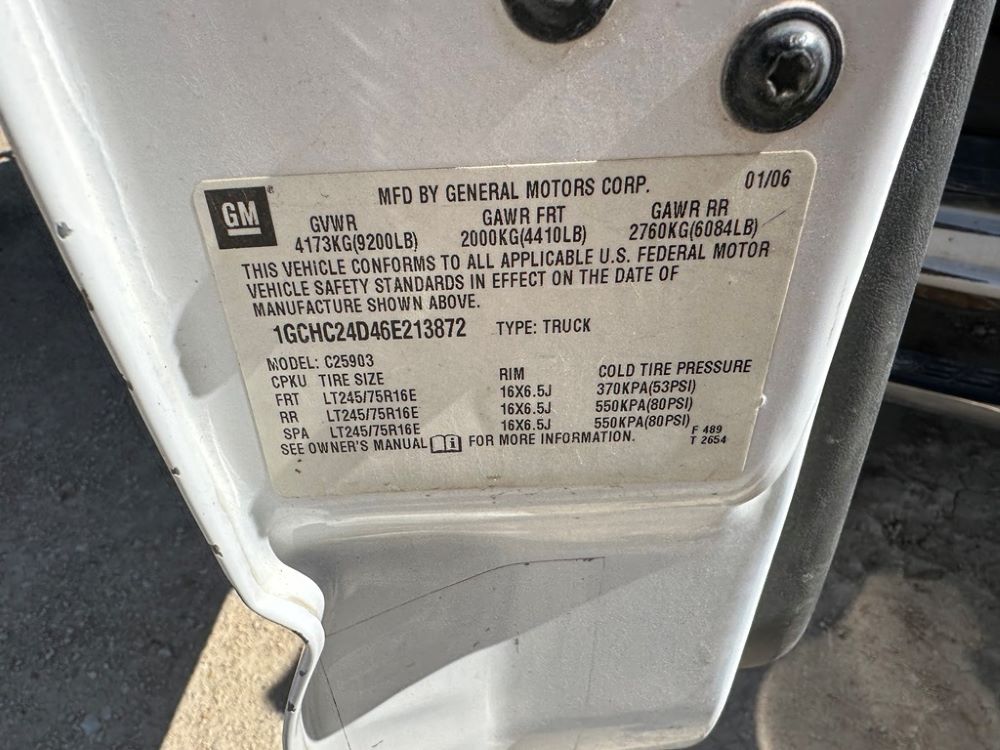 GM® MFD BY GENERAL MOTORS CORP. 01/06
GVWR GAWR FRT GAWR RR
4173KG(9200LB) 2000KG(4410LB) 2760KG(6084LB)
THIS VEHICLE CONFORMS TO ALL APPLICABLE U.S. FEDERAL MOTOR
VEHICLE SAFETY STANDARDS IN EFFECT ON THE DATE OF
MANUFACTURE SHOWN ABOVE.
1GCHC24D46E213872 TYPE: TRUCK
MODEL: C25903
CPKU TIRE SIZE RIM COLD TIRE PRESSURE
FRT LT245/75R16E 16X6.5J 370KPA(53PSI)
RR LT245/75R16E 16X6.5J 550KPA(80PSI)
SPA LT245/75R16E 16X6.5J 550KPA(80PSI)
SEE OWNER'S MANUAL i FOR MORE INFORMATION.
F 489
T 2654